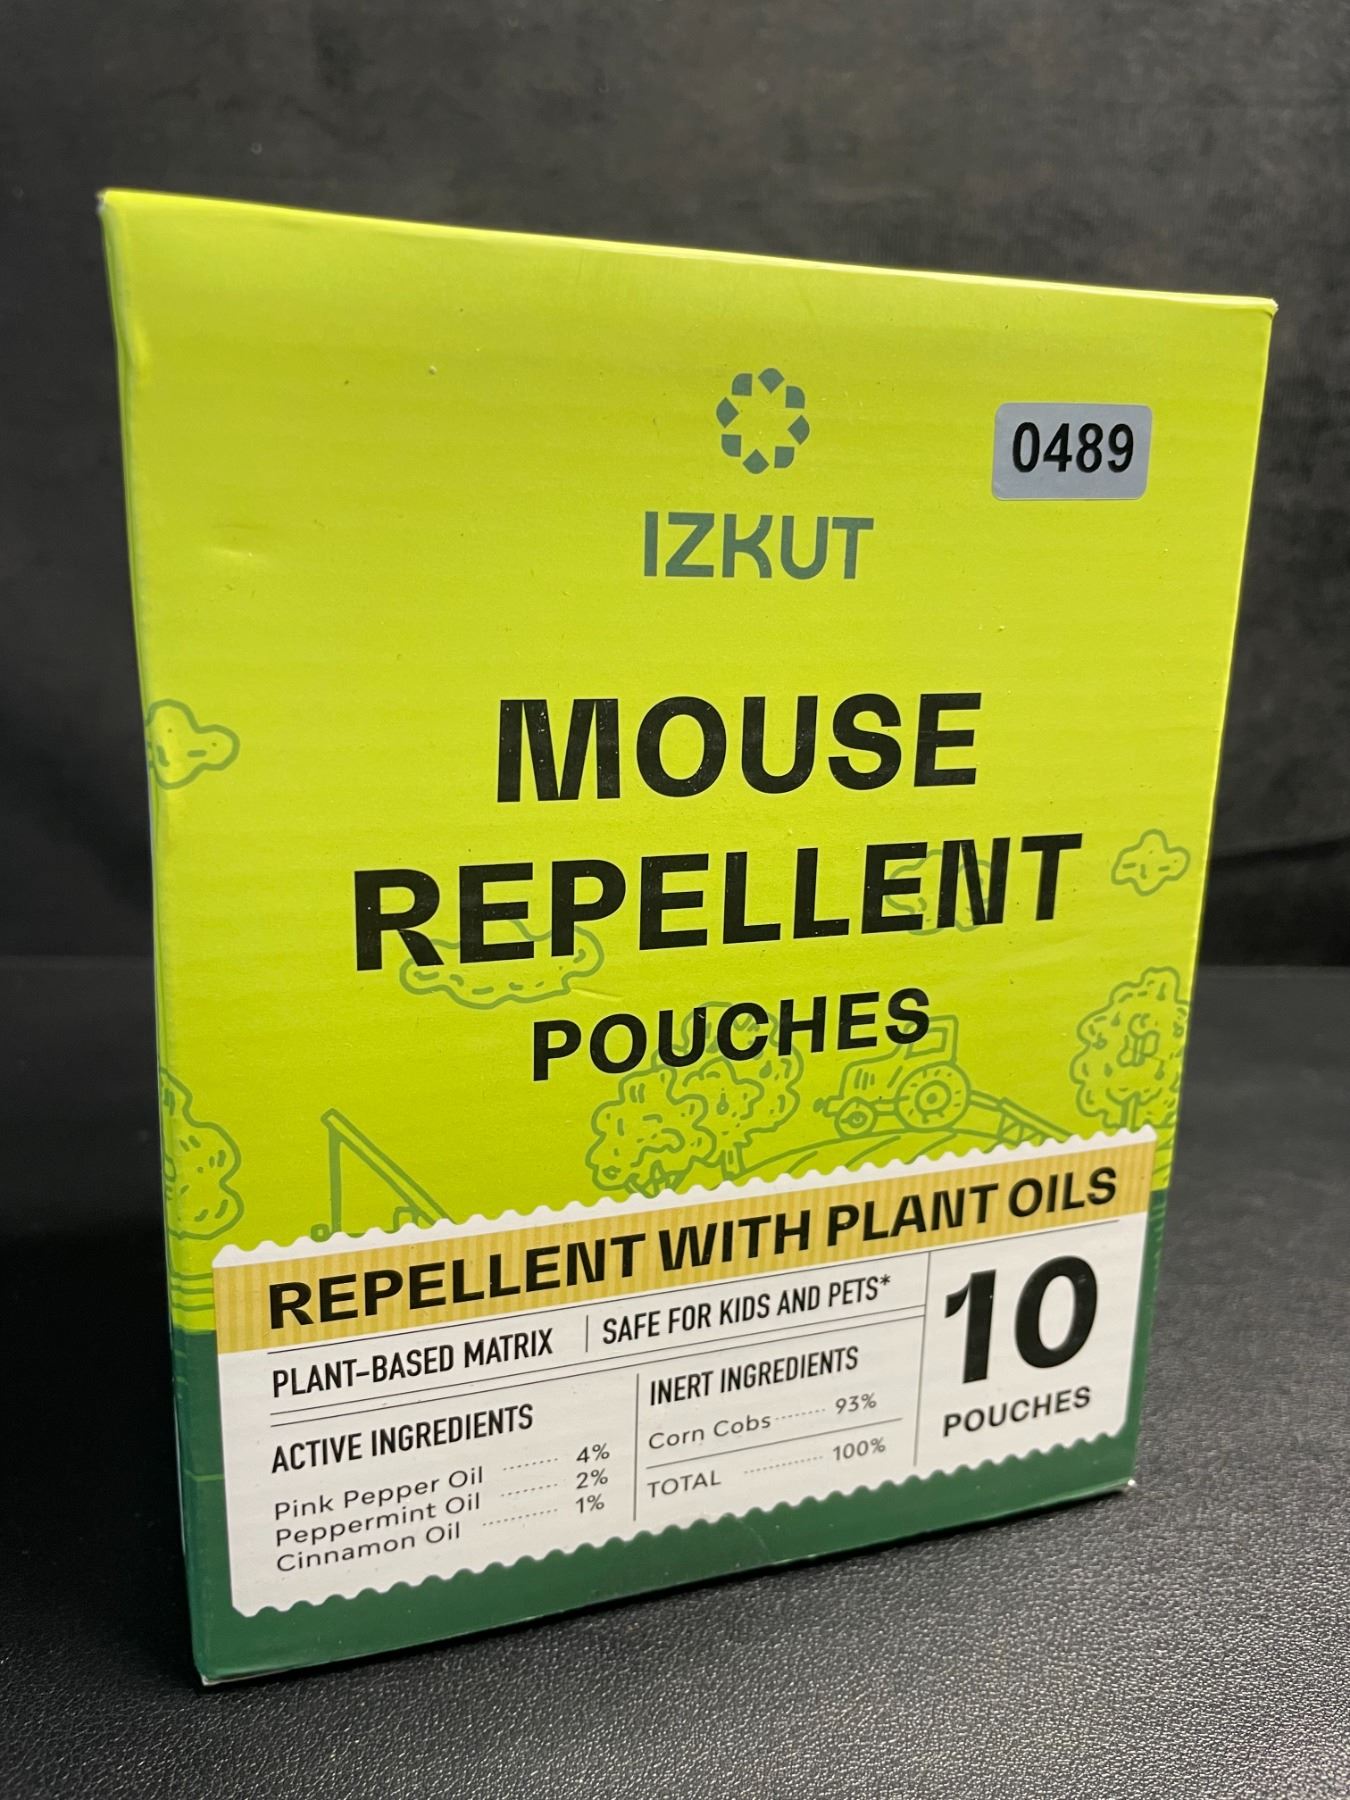 IZKUT
0489
MOUSE
REPELLENT
POUCHES
REPELLENT WITH PLANT OILS
PLANT-BASED MATRIX
SAFE FOR KIDS AND PETS*
ACTIVE INGREDIENTS
Pink Pepper Oil ........ 4%
Peppermint Oil ........ 2%
Cinnamon Oil ........ 1%
INERT INGREDIENTS
Corn Cobs ........ 93%
TOTAL ........ 100%
10
POUCHES